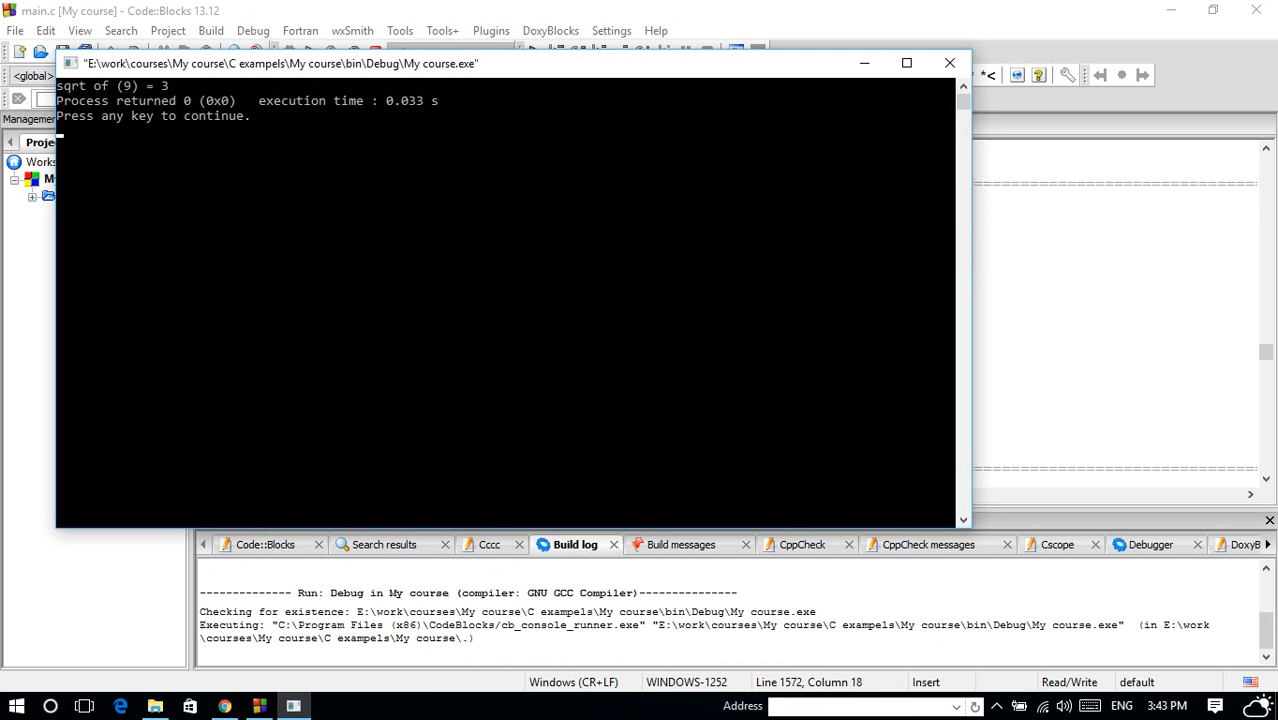 main.c [My course] - Code::Blocks 13.12
File Edit View Search Project Build Debug Fortran wxSmith Tools Tools+ Plugins DoxyBlocks Settings Help
"E:\work\courses\My course\C exampels\My course\bin\Debug\My course.exe"
<global> *<
sqrt of (9) = 3
Process returned 0 (0x0) execution time : 0.033 s
Press any key to continue.
Code::Blocks Search results Cccc Build log Build messages CppCheck CppCheck messages Cscope Debugger DoxyB
-------------- Run: Debug in My course (compiler: GNU GCC Compiler)---------------
Checking for existence: E:\work\courses\My course\C exampels\My course\bin\Debug\My course.exe
Executing: "C:\Program Files (x86)\CodeBlocks/cb_console_runner.exe" "E:\work\courses\My course\C exampels\My course\bin\Debug\My course.exe" (in E:\work
\courses\My course\C exampels\My course\.)
Windows (CR+LF) WINDOWS-1252 Line 1572, Column 18 Insert Read/Write default
Address ENG 3:43 PM